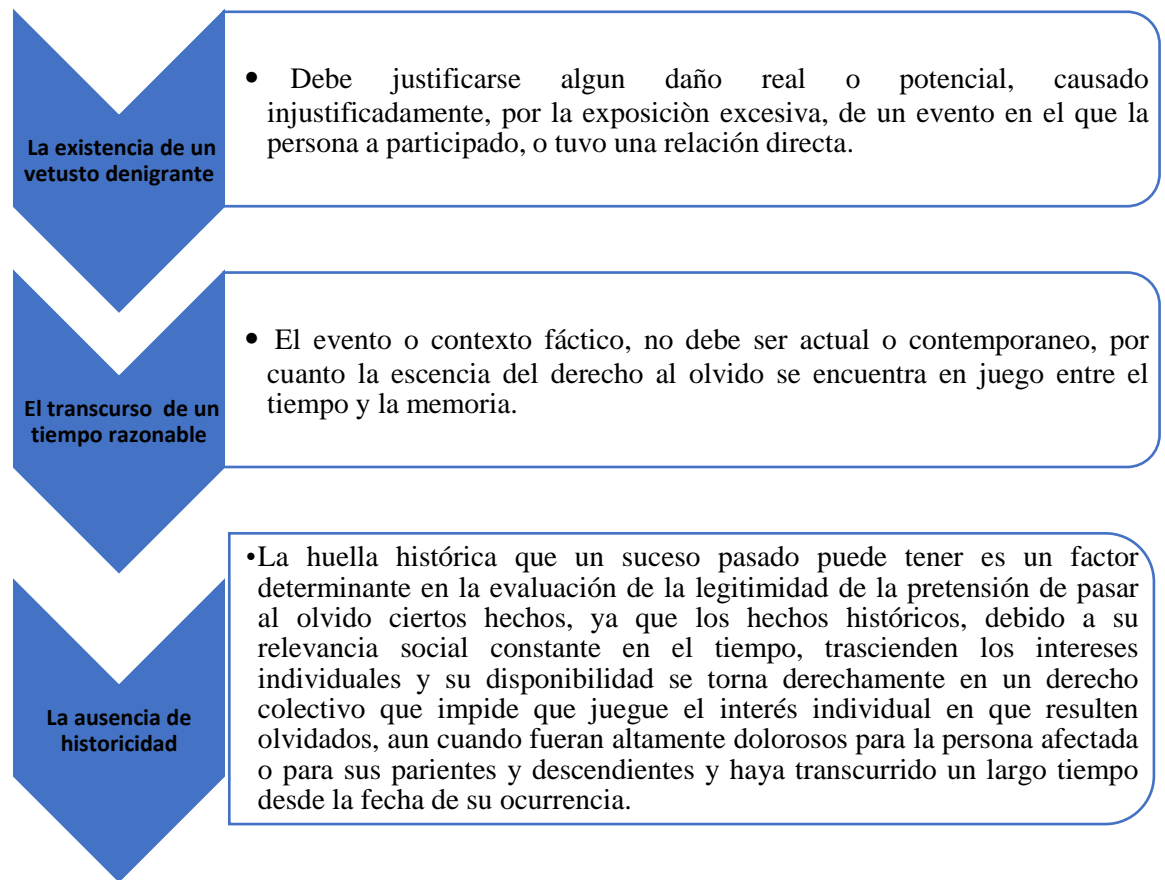 La existencia de un
vetusto denigrante
• Debe justificarse algun daño real o potencial, causado
injustificadamente, por la exposiciòn excesiva, de un evento en el que la
persona a participado, o tuvo una relación directa.
El transcurso de un
tiempo razonable
• El evento o contexto fáctico, no debe ser actual o contemporaneo, por
cuanto la escencia del derecho al olvido se encuentra en juego entre el
tiempo y la memoria.
La ausencia de
historicidad
•La huella histórica que un suceso pasado puede tener es un factor
determinante en la evaluación de la legitimidad de la pretensión de pasar
al olvido ciertos hechos, ya que los hechos históricos, debido a su
relevancia social constante en el tiempo, trascienden los intereses
individuales y su disponibilidad se torna derechamente en un derecho
colectivo que impide que juegue el interés individual en que resulten
olvidados, aun cuando fueran altamente dolorosos para la persona afectada
o para sus parientes y descendientes y haya transcurrido un largo tiempo
desde la fecha de su ocurrencia.